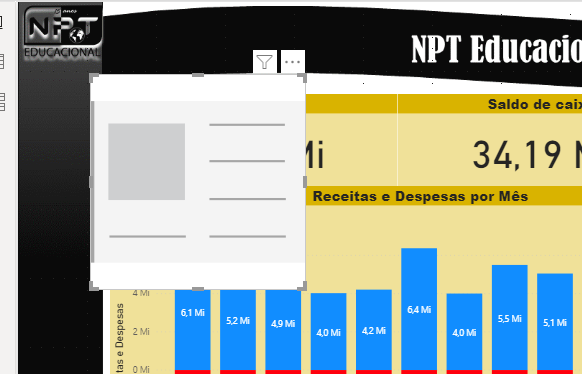 5 anos
NPT
EDUCACIONAL
NPT Educacio
Saldo de caix
Mi
34,19 M
Receitas e Despesas por Mês
tas e Despesas
4 Mi
2 Mi
0 Mi
6,1 Mi
5,2 Mi
4,9 Mi
4,0 Mi
4,2 Mi
6,4 Mi
4,0 Mi
5,5 Mi
5,1 Mi